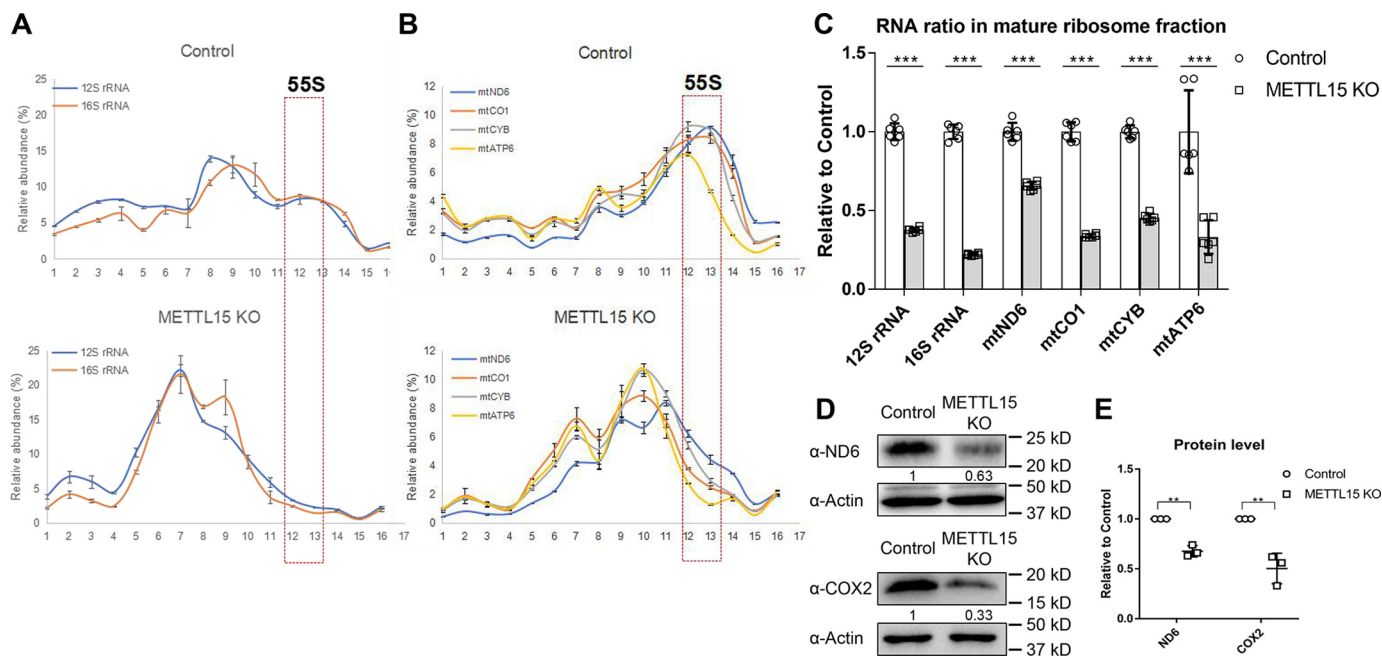 A
Control
55S
25
20
15
10
5
0
Relative abundance (%)
12S rRNA
16S rRNA
1 2 3 4 5 6 7 8 9 10 11 12 13 14 15 16
METTL15 KO
25
20
15
10
5
0
Relative abundance (%)
12S rRNA
16S rRNA
1 2 3 4 5 6 7 8 9 10 11 12 13 14 15 16 17
B
Control
55S
12
10
8
6
4
2
0
Relative abundance (%)
mtND6
mtCO1
mtCYB
mtATP6
1 2 3 4 5 6 7 8 9 10 11 12 13 14 15 16 17
METTL15 KO
12
10
8
6
4
2
0
Relative abundance (%)
mtND6
mtCO1
mtCYB
mtATP6
1 2 3 4 5 6 7 8 9 10 11 12 13 14 15 16 17
C
RNA ratio in mature ribosome fraction
Control
METTL15 KO
*** *** *** *** *** ***
1.5
1.0
0.5
0.0
Relative to Control
12S rRNA
16S rRNA
mtND6
mtCO1
mtCYB
mtATP6
D
Control METTL15 KO
α-ND6
25 kD
20 kD
1 0.63
α-Actin
50 kD
37 kD
Control METTL15 KO
α-COX2
20 kD
15 kD
1 0.33
α-Actin
50 kD
37 kD
E
Protein level
Control
METTL15 KO
** **
1.5
1.0
0.5
0.0
Relative to Control
ND6
COX2